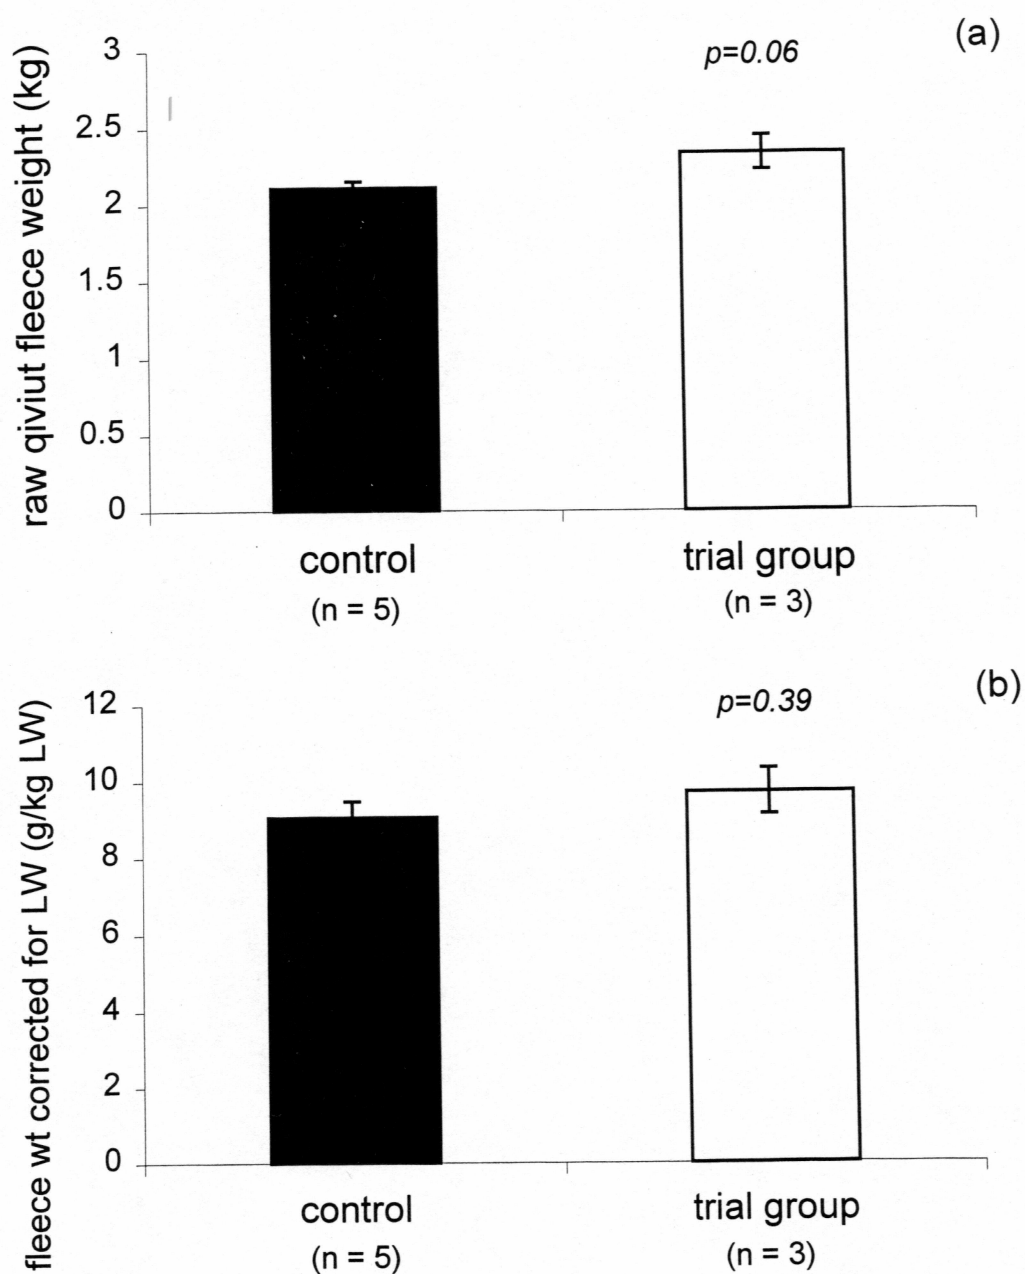 (a)
p=0.06
raw qiviut fleece weight (kg)
3
2.5
2
1.5
1
0.5
0
control
trial group
(n = 5)
(n = 3)
(b)
p=0.39
fleece wt corrected for LW (g/kg LW)
12
10
8
6
4
2
0
control
trial group
(n = 5)
(n = 3)